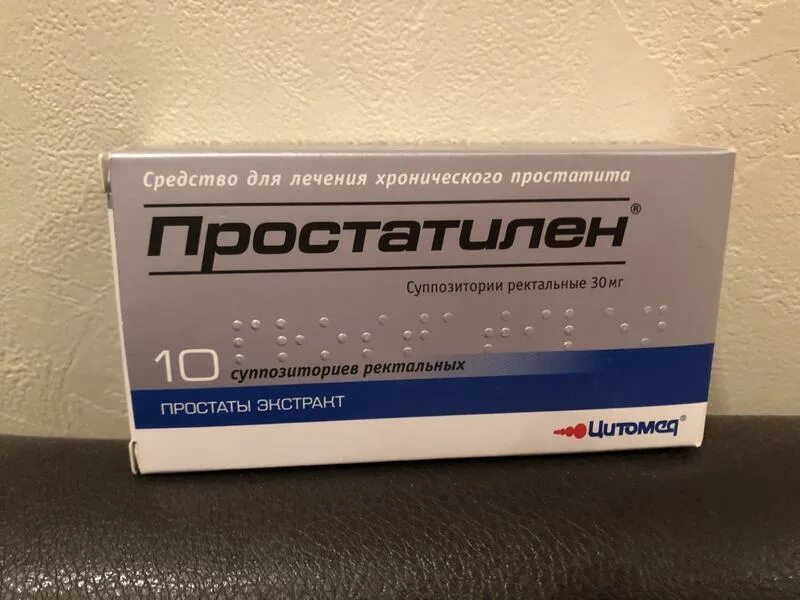 Средство для лечения хронического простатита
Простатилен®
Суппозитории ректальные 30 мг
10 суппозиториев ректальных
ПРОСТАТЫ ЭКСТРАКТ
Цитомед®